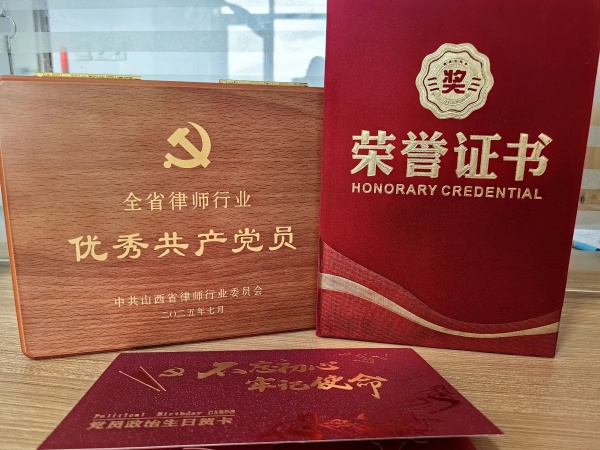 全省律师行业
优秀共产党员
中共山西省律师行业委员会
二〇二五年七月
奖
荣誉证书
HONORARY CREDENTIAL
不忘初心
牢记使命
Political Birthday CARDS
党员政治生日贺卡